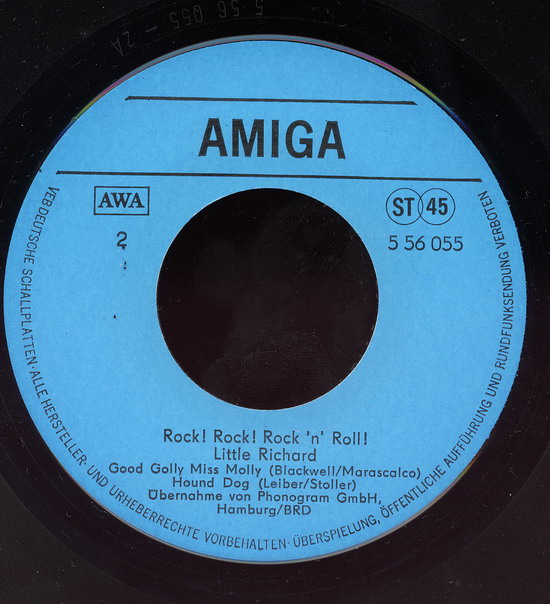 5 56 055 - 2A
AMIGA
AWA
ST 45
2
5 56 055
Rock! Rock! Rock 'n' Roll!
Little Richard
Good Golly Miss Molly (Blackwell/Marascalco)
Hound Dog (Leiber/Stoller)
Übernahme von Phonogram GmbH,
Hamburg/BRD
VEB DEUTSCHE SCHALLPLATTEN · ALLE HERSTELLER- UND URHEBERRECHTE VORBEHALTEN · ÜBERSPIELUNG, ÖFFENTLICHE AUFFÜHRUNG UND RUNDFUNKSENDUNG VERBOTEN